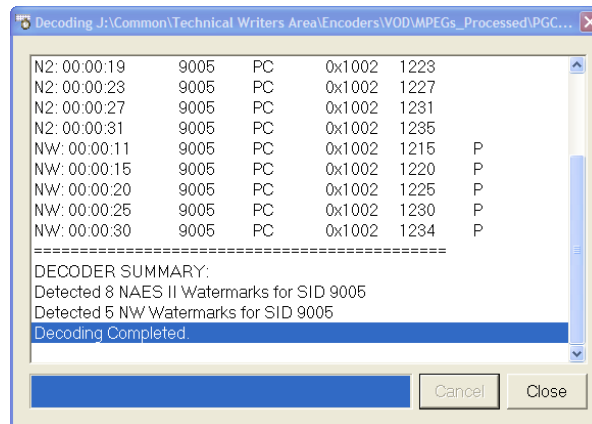 Decoding J:\Common\Technical Writers Area\Encoders\VOD\MPEGs_Processed\PGC...
N2: 00:00:19 9005 PC 0x1002 1223
N2: 00:00:23 9005 PC 0x1002 1227
N2: 00:00:27 9005 PC 0x1002 1231
N2: 00:00:31 9005 PC 0x1002 1235
NW: 00:00:11 9005 PC 0x1002 1215 P
NW: 00:00:15 9005 PC 0x1002 1220 P
NW: 00:00:20 9005 PC 0x1002 1225 P
NW: 00:00:25 9005 PC 0x1002 1230 P
NW: 00:00:30 9005 PC 0x1002 1234 P
=============================================
DECODER SUMMARY:
Detected 8 NAES II Watermarks for SID 9005
Detected 5 NW Watermarks for SID 9005
Decoding Completed.
Cancel Close